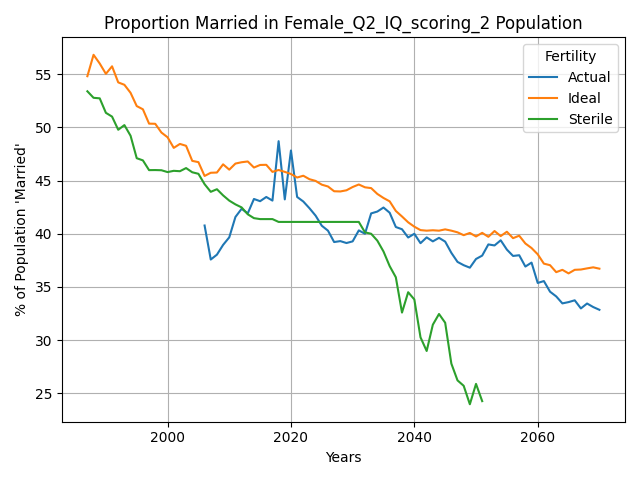 Proportion Married in Female_Q2_IQ_scoring_2 Population
Fertility
Actual
Ideal
Sterile
% of Population 'Married'
55
50
45
40
35
30
25
2000
2020
2040
2060
Years